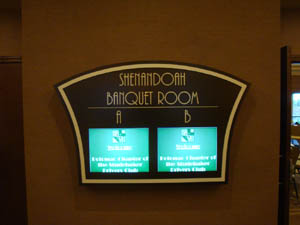 SHENANDOAH
BANQUET ROOM
A B
Welcome Welcome
Potomac Chapter of Potomac Chapter of
the Studebaker the Studebaker
Drivers Club Drivers Club